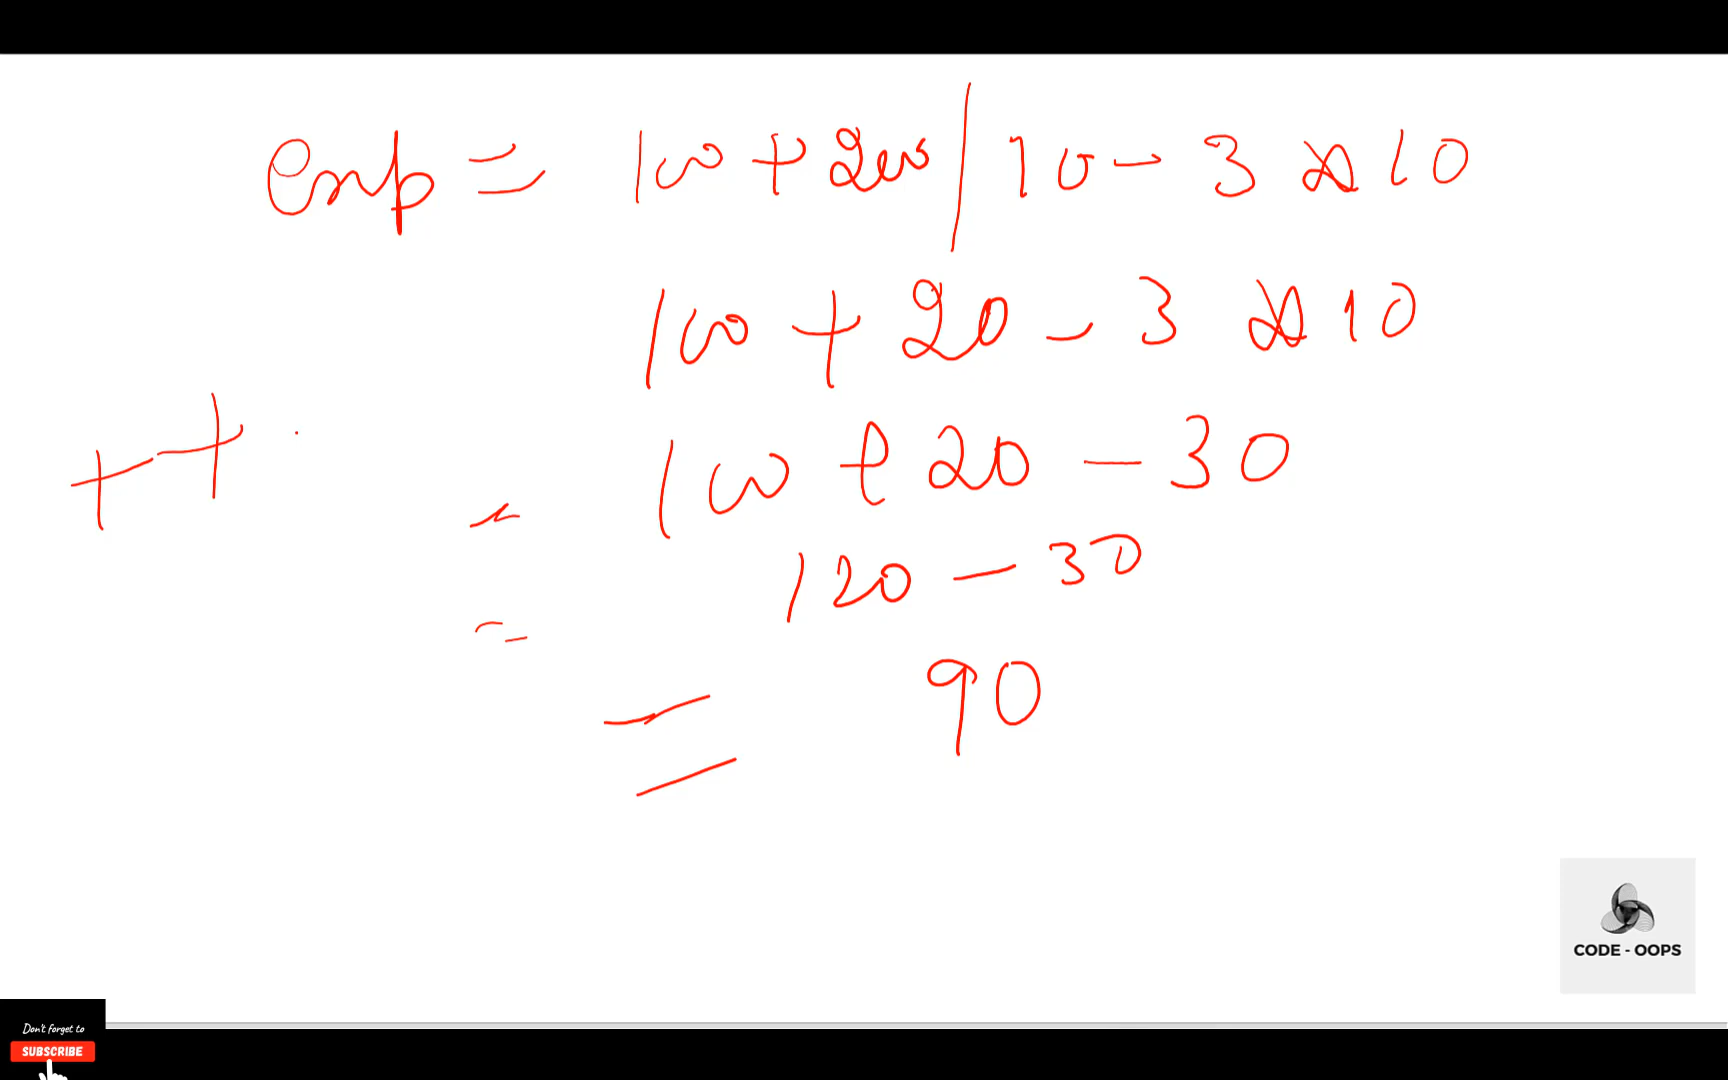 exp = 100 + 200 / 10 - 3 * 10
100 + 20 - 3 * 10
++
= 100 + 20 - 30
= 120 - 30
= 90
CODE - OOPS
Don't forget to
SUBSCRIBE